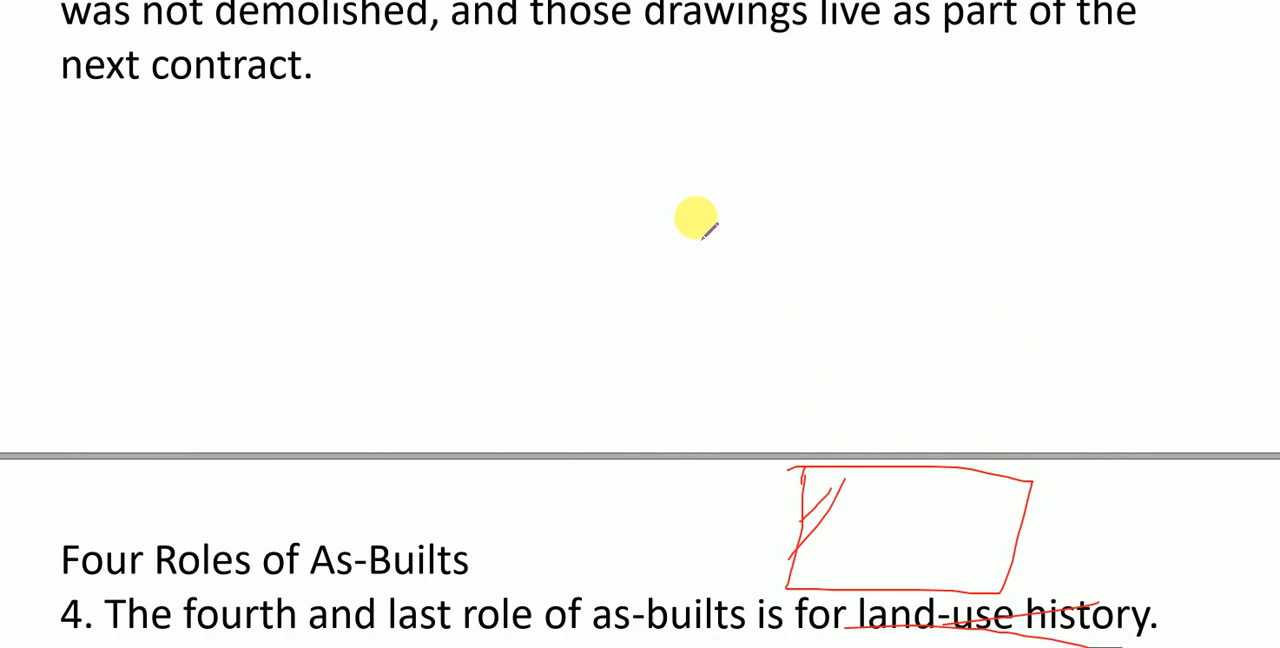 was not demolished, and those drawings live as part of the
next contract.
Four Roles of As-Builts
4. The fourth and last role of as-builts is for land-use history.